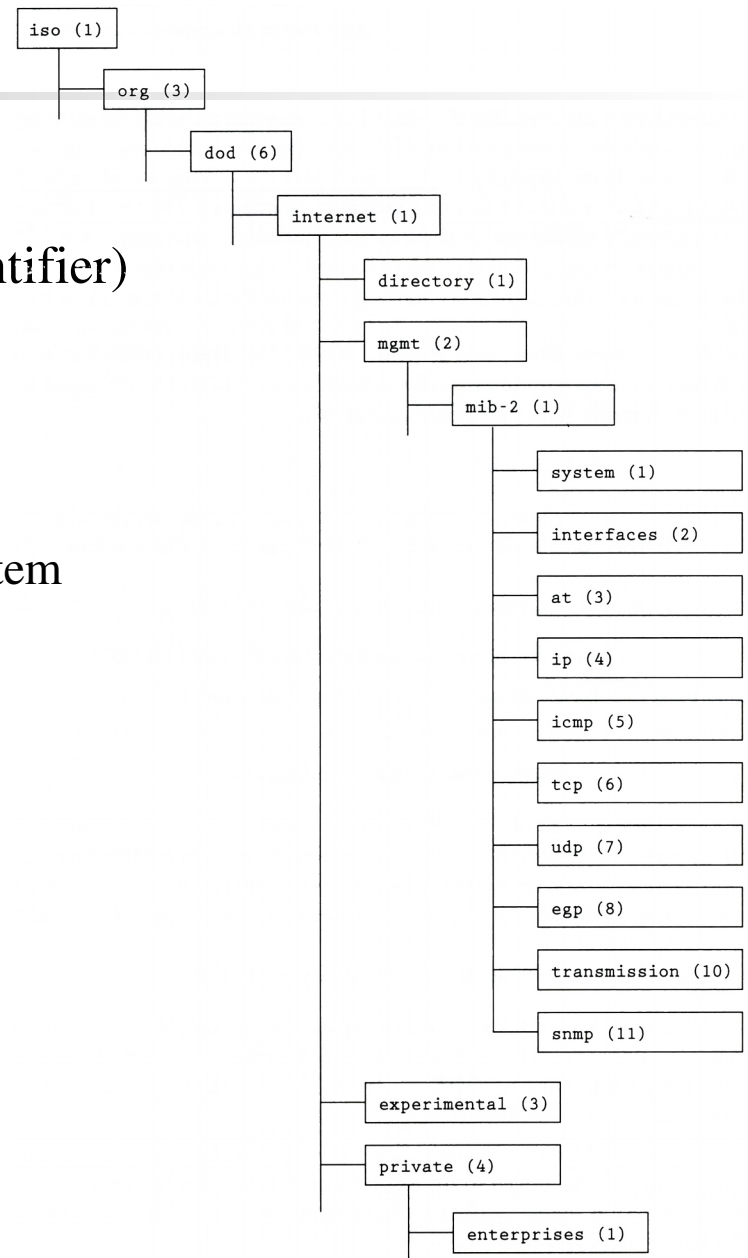 iso (1)
org (3)
dod (6)
internet (1)
ntifier)
directory (1)
mgmt (2)
mib-2 (1)
system (1)
interfaces (2)
tem
at (3)
ip (4)
icmp (5)
tcp (6)
udp (7)
egp (8)
transmission (10)
snmp (11)
experimental (3)
private (4)
enterprises (1)